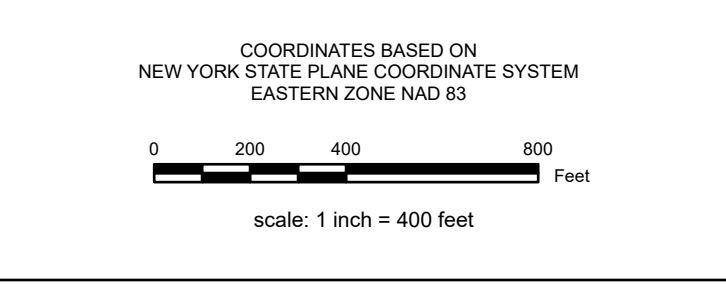 COORDINATES BASED ON
NEW YORK STATE PLANE COORDINATE SYSTEM
EASTERN ZONE NAD 83
0 200 400 800
Feet
scale: 1 inch = 400 feet